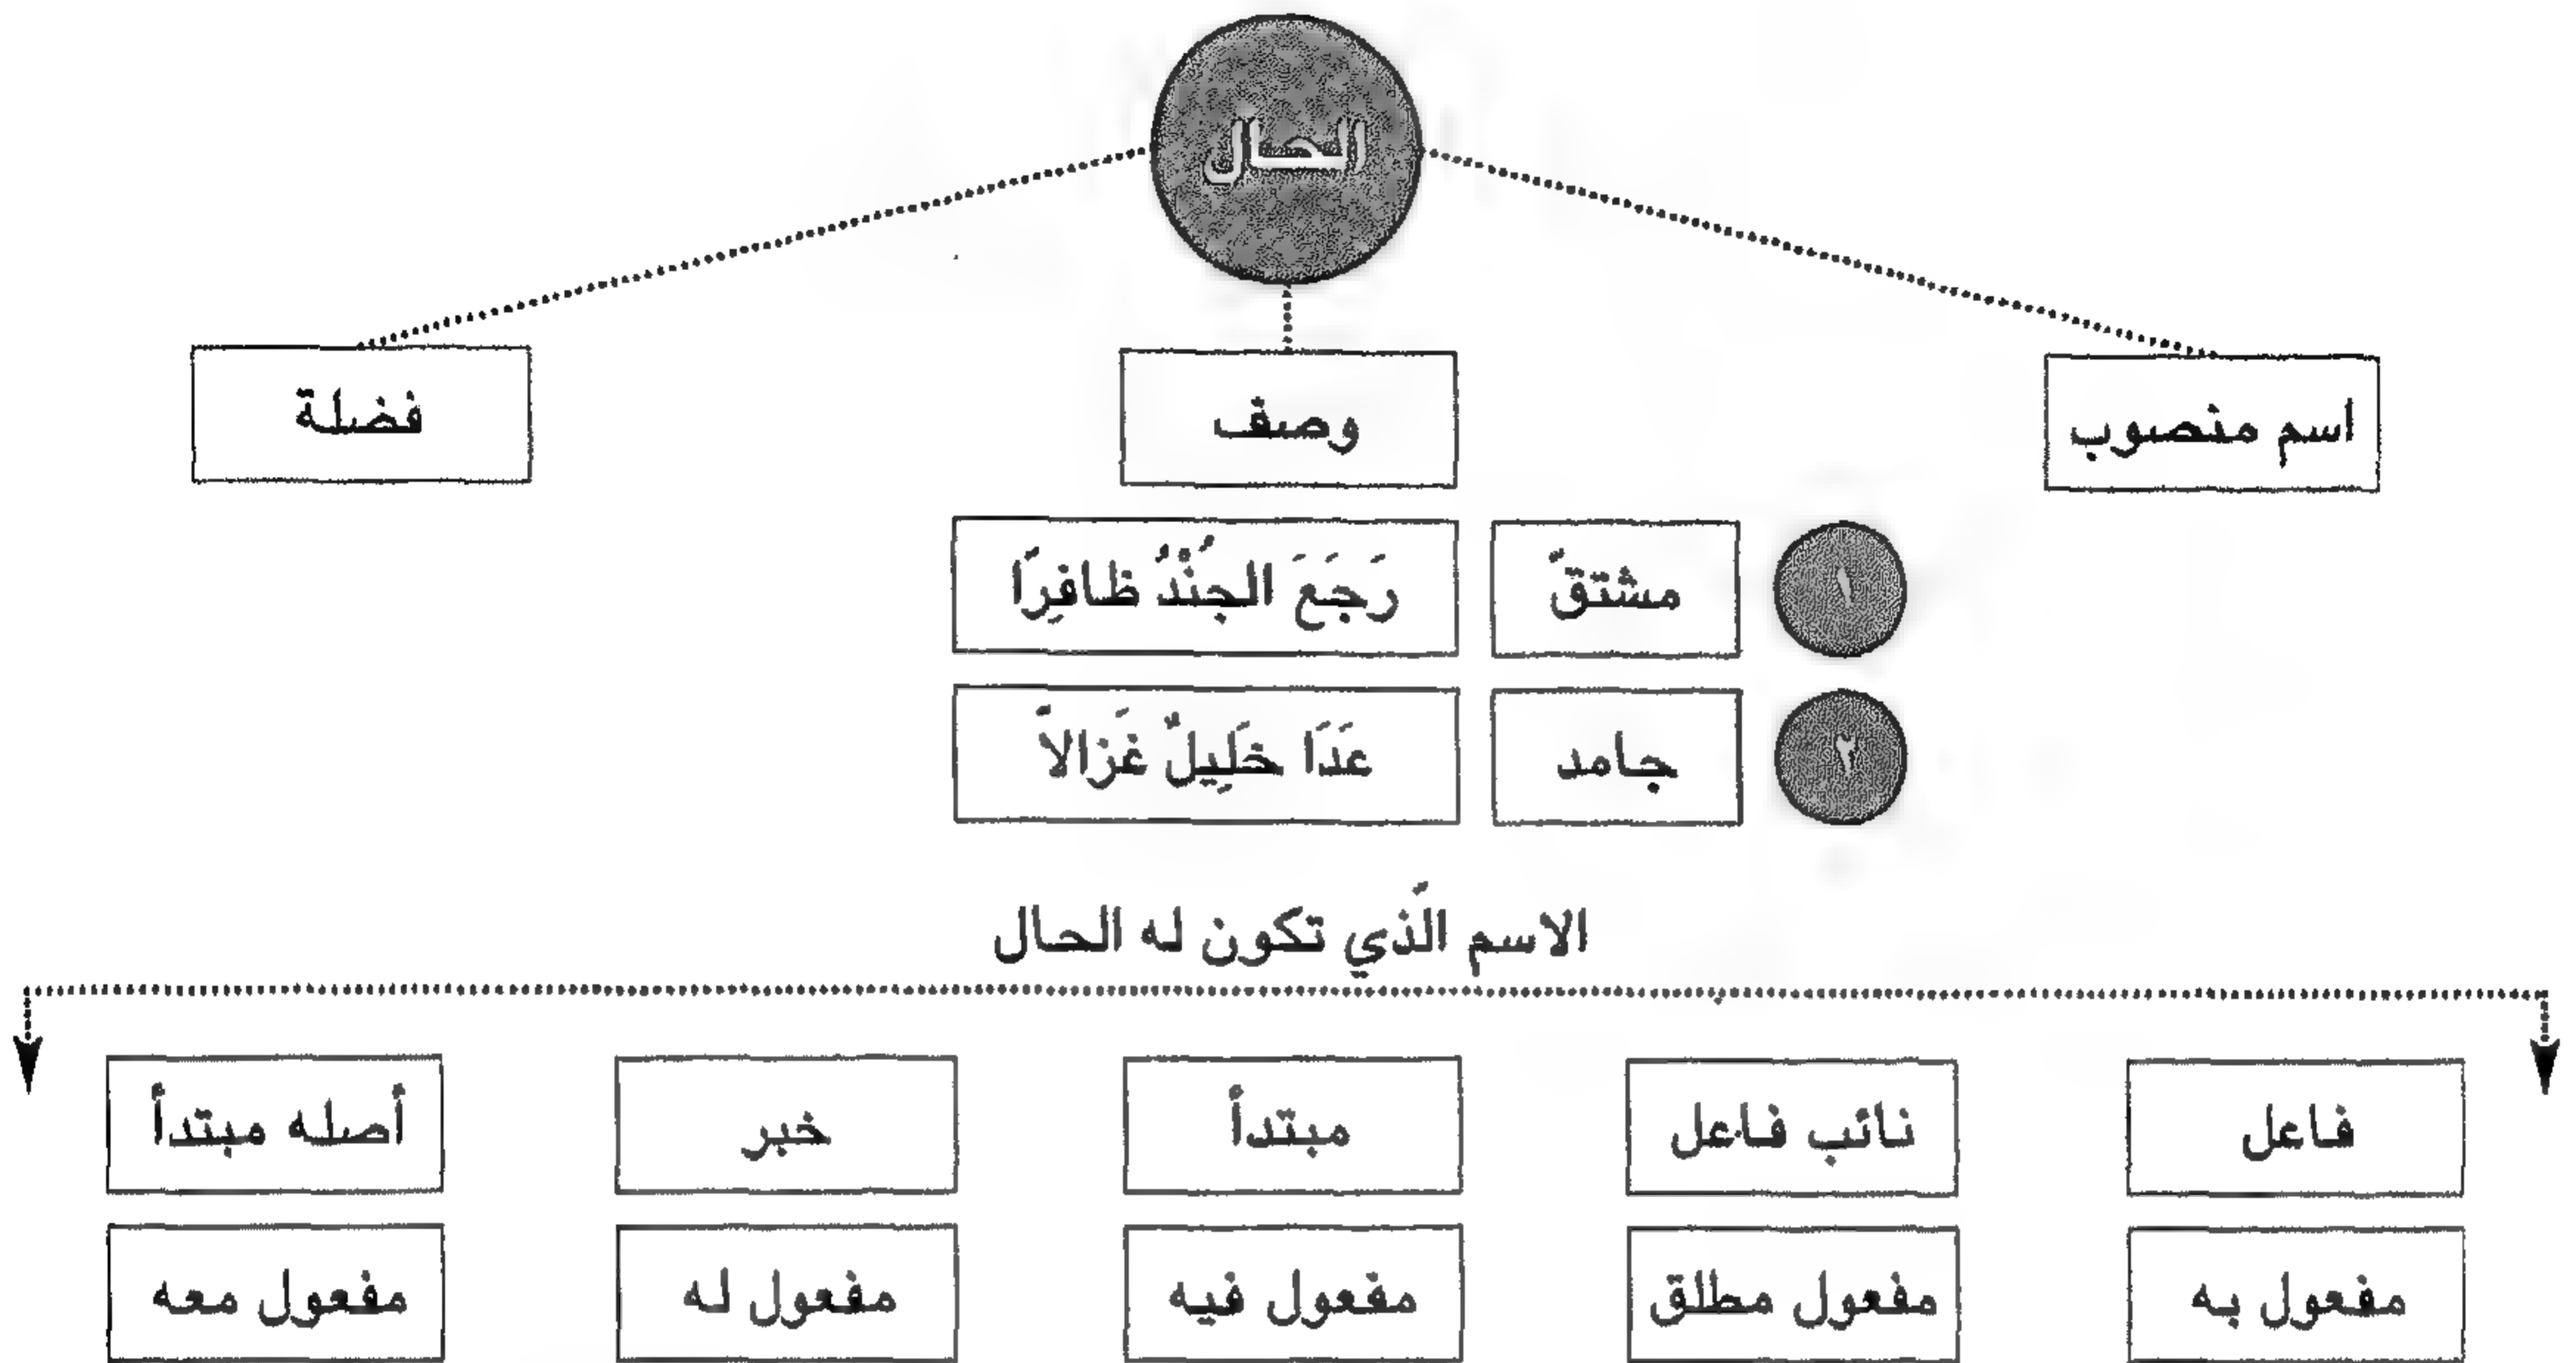 الحال
اسم منصوب
وصف
فضلة
١
مشتقّ
رَجَعَ الجُنْدُ ظافِرًا
٢
جامد
عَدَا خَلِيلٌ غَزالاً
الاسم الّذي تكون له الحال
فاعل
نائب فاعل
مبتدأ
خبر
أصله مبتدأ
مفعول به
مفعول مطلق
مفعول فيه
مفعول له
مفعول معه